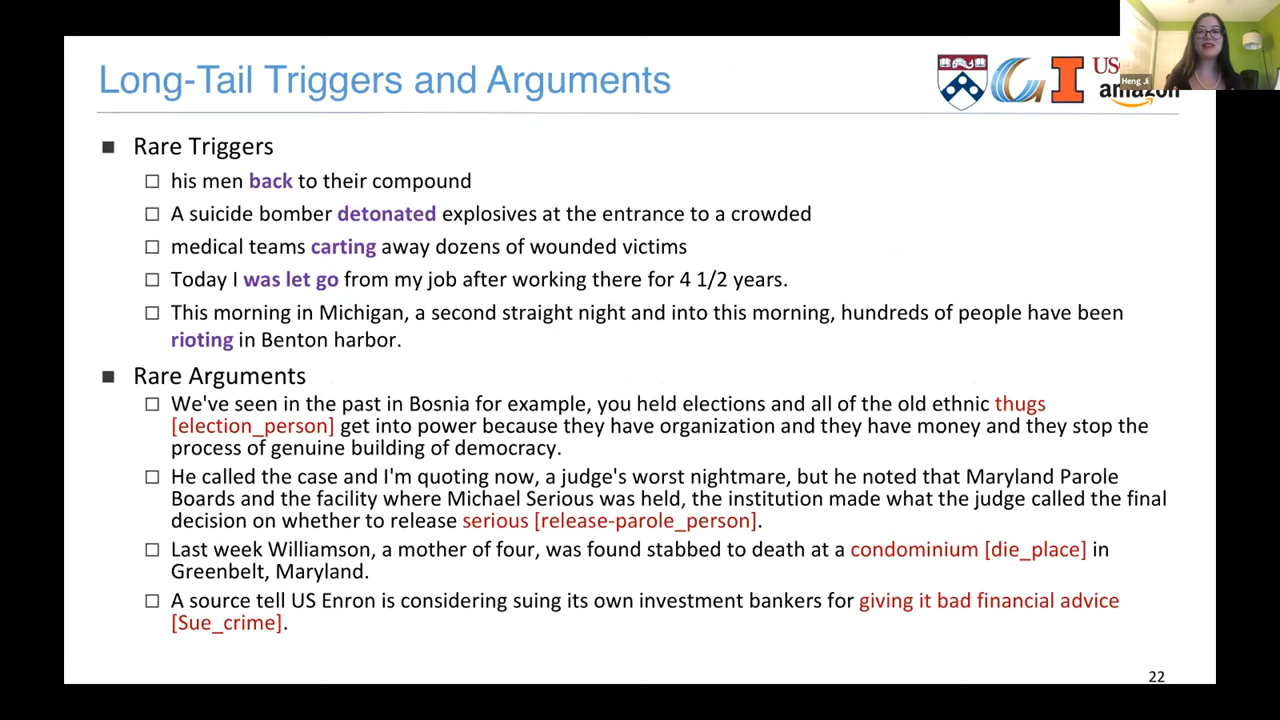 Long-Tail Triggers and Arguments
US
amazon
Heng Ji
■ Rare Triggers
□ his men back to their compound
□ A suicide bomber detonated explosives at the entrance to a crowded
□ medical teams carting away dozens of wounded victims
□ Today I was let go from my job after working there for 4 1/2 years.
□ This morning in Michigan, a second straight night and into this morning, hundreds of people have been
rioting in Benton harbor.
■ Rare Arguments
□ We've seen in the past in Bosnia for example, you held elections and all of the old ethnic thugs
[election_person] get into power because they have organization and they have money and they stop the
process of genuine building of democracy.
□ He called the case and I'm quoting now, a judge's worst nightmare, but he noted that Maryland Parole
Boards and the facility where Michael Serious was held, the institution made what the judge called the final
decision on whether to release serious [release-parole_person].
□ Last week Williamson, a mother of four, was found stabbed to death at a condominium [die_place] in
Greenbelt, Maryland.
□ A source tell US Enron is considering suing its own investment bankers for giving it bad financial advice
[Sue_crime].
22